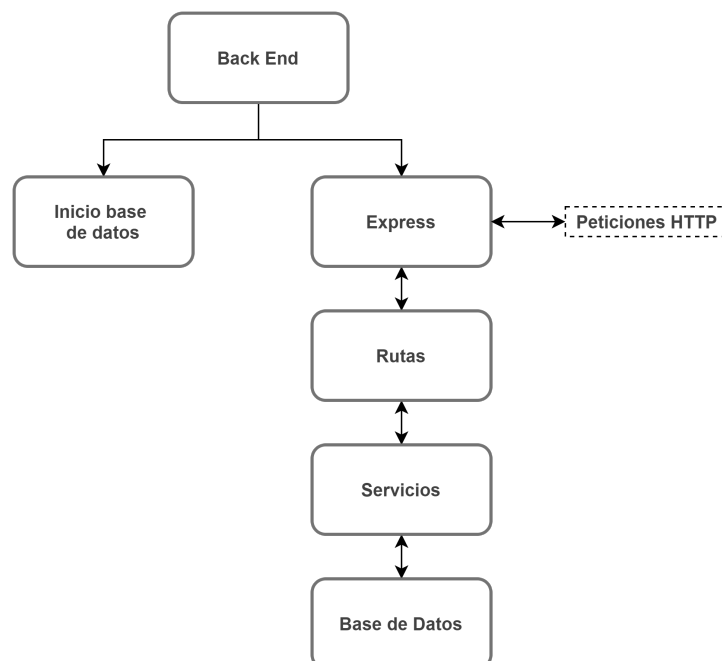 Back End
Inicio base
de datos
Express
Peticiones HTTP
Rutas
Servicios
Base de Datos